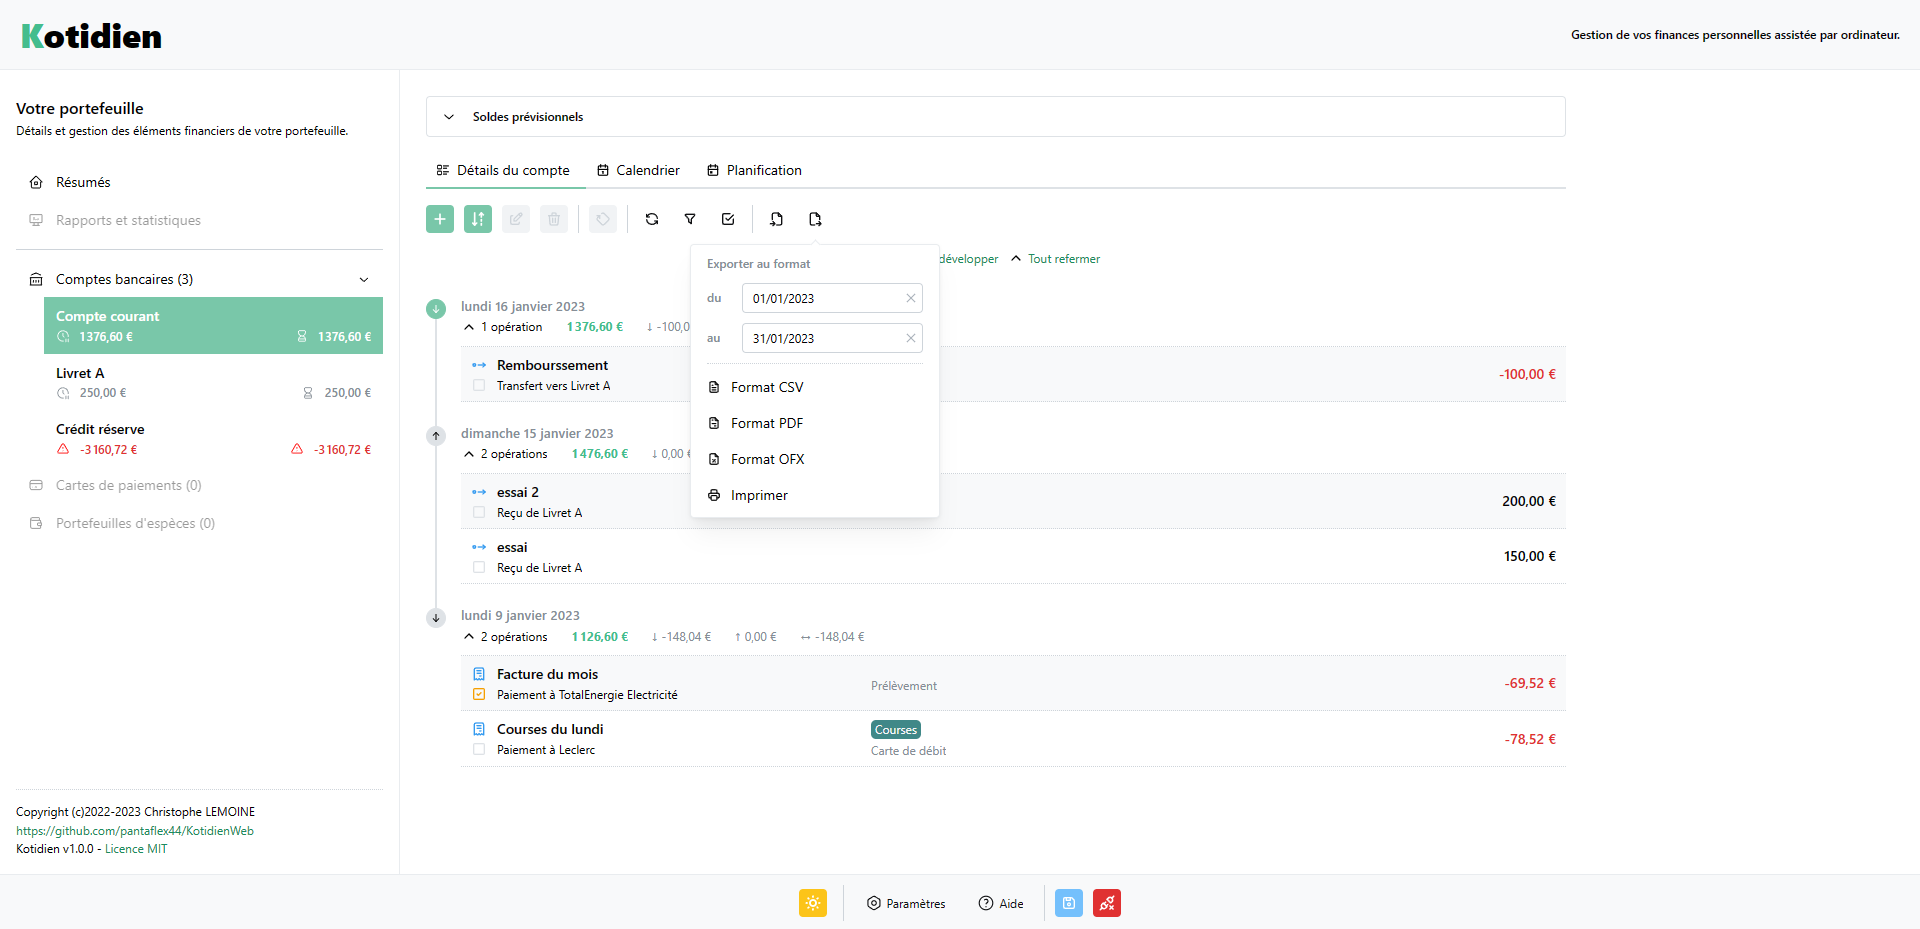 Kotidien
Gestion de vos finances personnelles assistée par ordinateur.
Votre portefeuille
Détails et gestion des éléments financiers de votre portefeuille.
Résumés
Rapports et statistiques
Comptes bancaires (3)
Compte courant
1 376,60 € 1 376,60 €
Livret A
250,00 € 250,00 €
Crédit réserve
-3 160,72 € -3 160,72 €
Cartes de paiements (0)
Portefeuilles d'espèces (0)
Copyright (c)2022-2023 Christophe LEMOINE
https://github.com/pantaflex44/KotidienWeb
Kotidien v1.0.0 - Licence MIT
Soldes prévisionnels
Détails du compte Calendrier Planification
développer Tout refermer
Exporter au format
du 01/01/2023
au 31/01/2023
Format CSV
Format PDF
Format OFX
Imprimer
lundi 16 janvier 2023
1 opération 1 376,60 € ↓ -100,0
Rembourssement
Transfert vers Livret A
-100,00 €
dimanche 15 janvier 2023
2 opérations 1 476,60 € ↓ 0,00 €
essai 2
Reçu de Livret A
200,00 €
essai
Reçu de Livret A
150,00 €
lundi 9 janvier 2023
2 opérations 1 126,60 € ↓ -148,04 € ↑ 0,00 € ↔ -148,04 €
Facture du mois
Paiement à TotalEnergie Electricité
Prélèvement
-69,52 €
Courses du lundi
Paiement à Leclerc
Courses
Carte de débit
-78,52 €
Paramètres Aide